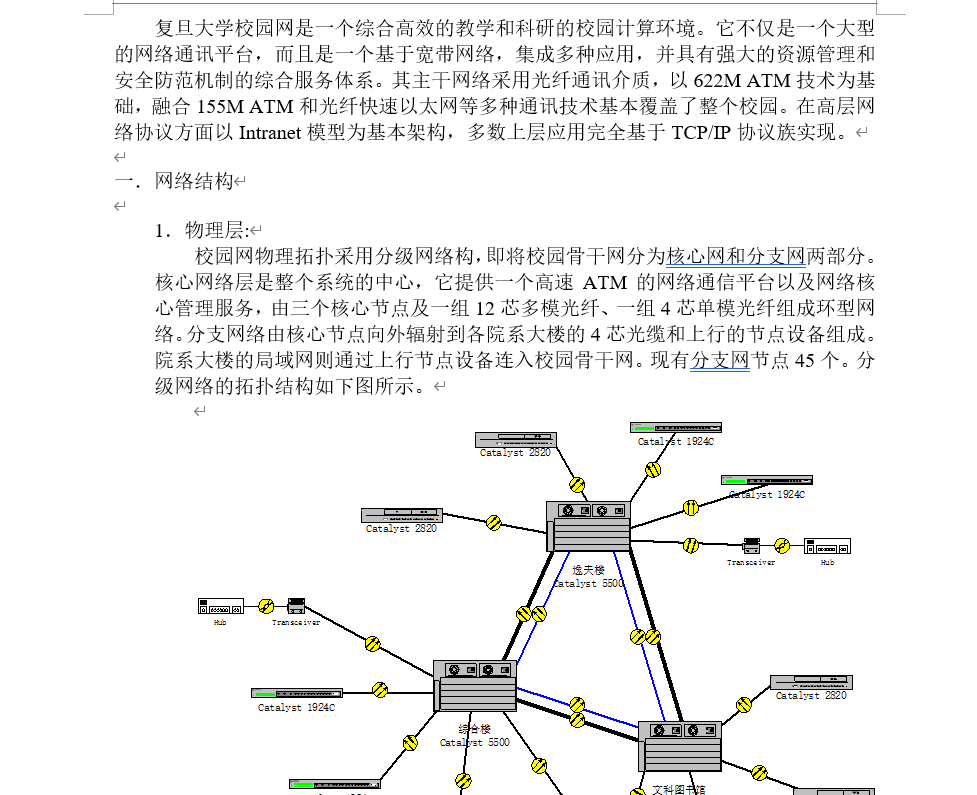 复旦大学校园网是一个综合高效的教学和科研的校园计算环境。它不仅是一个大型
的网络通讯平台，而且是一个基于宽带网络，集成多种应用，并具有强大的资源管理和
安全防范机制的综合服务体系。其主干网络采用光纤通讯介质，以 622M ATM 技术为基
础，融合 155M ATM 和光纤快速以太网等多种通讯技术基本覆盖了整个校园。在高层网
络协议方面以 Intranet 模型为基本架构，多数上层应用完全基于 TCP/IP 协议族实现。
一．网络结构
1．物理层:
校园网物理拓扑采用分级网络构，即将校园骨干网分为核心网和分支网两部分。
核心网络层是整个系统的中心，它提供一个高速 ATM 的网络通信平台以及网络核
心管理服务，由三个核心节点及一组 12 芯多模光纤、一组 4 芯单模光纤组成环型网
络。分支网络由核心节点向外辐射到各院系大楼的 4 芯光缆和上行的节点设备组成。
院系大楼的局域网则通过上行节点设备连入校园骨干网。现有分支网节点 45 个。分
级网络的拓扑结构如下图所示。
Catalyst 1924C
Catalyst 2820
Catalyst 1924C
Catalyst 2820
Transceiver
Hub
逸夫楼
Catalyst 5500
Hub
Transceiver
Catalyst 2820
Catalyst 1924C
综合楼
Catalyst 5500
文科图书馆